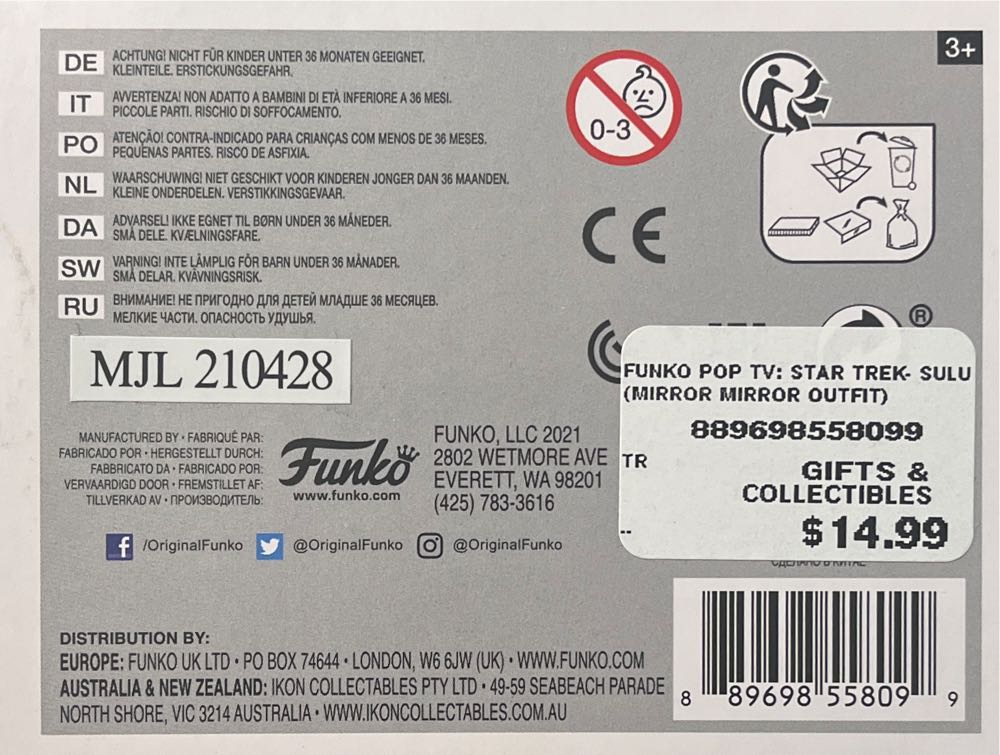 3+
DE ACHTUNG! NICHT FÜR KINDER UNTER 36 MONATEN GEEIGNET.
KLEINTEILE. ERSTICKUNGSGEFAHR.
IT AVVERTENZA! NON ADATTO A BAMBINI DI ETÀ INFERIORE A 36 MESI.
PICCOLE PARTI. RISCHIO DI SOFFOCAMENTO.
PO ATENÇÃO! CONTRA-INDICADO PARA CRIANÇAS COM MENOS DE 36 MESES.
PEQUENAS PARTES. RISCO DE ASFIXIA.
NL WAARSCHUWING! NIET GESCHIKT VOOR KINDEREN JONGER DAN 36 MAANDEN.
KLEINE ONDERDELEN. VERSTIKKINGSGEVAAR.
DA ADVARSEL! IKKE EGNET TIL BØRN UNDER 36 MÅNEDER.
SMÅ DELE. KVÆLNINGSFARE.
SW VARNING! INTE LÄMPLIG FÖR BARN UNDER 36 MÅNADER.
SMÅ DELAR. KVÄVNINGSRISK.
RU ВНИМАНИЕ! НЕ ПРИГОДНО ДЛЯ ДЕТЕЙ МЛАДШЕ 36 МЕСЯЦЕВ.
МЕЛКИЕ ЧАСТИ. ОПАСНОСТЬ УДУШЬЯ.
0-3
CE
®
MJL 210428
FUNKO POP TV: STAR TREK- SULU
(MIRROR MIRROR OUTFIT)
889698558099
TR
GIFTS &
COLLECTIBLES
--
$14.99
MANUFACTURED BY • FABRIQUÉ PAR:
FABRICADO POR • HERGESTELLT DURCH:
FABBRICATO DA • FABRICADO POR:
VERVAARDIGD DOOR • FREMSTILLET AF:
TILLVERKAD AV • ПРОИЗВОДИТЕЛЬ:
Funko
www.funko.com
FUNKO, LLC 2021
2802 WETMORE AVE
EVERETT, WA 98201
(425) 783-3616
f /OriginalFunko @OriginalFunko @OriginalFunko
СДЕЛАНО В КИТАЕ
DISTRIBUTION BY:
EUROPE: FUNKO UK LTD • PO BOX 74644 • LONDON, W6 6JW (UK) • WWW.FUNKO.COM
AUSTRALIA & NEW ZEALAND: IKON COLLECTABLES PTY LTD • 49-59 SEABEACH PARADE
NORTH SHORE, VIC 3214 AUSTRALIA • WWW.IKONCOLLECTABLES.COM.AU
8 89698 55809 9